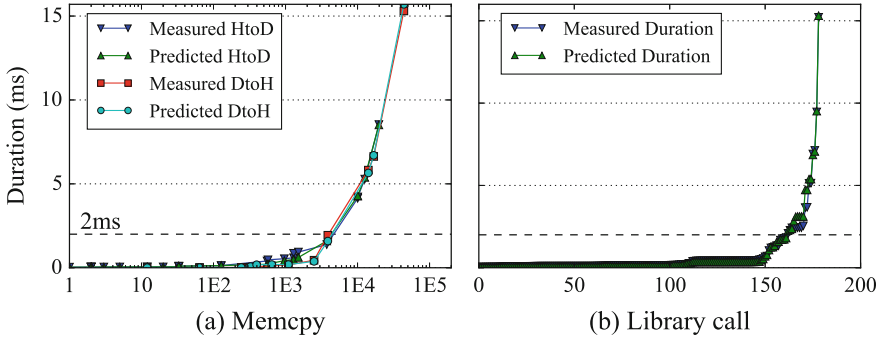 Measured HtoD
Predicted HtoD
Measured DtoH
Predicted DtoH
Duration (ms)
15
10
5
0
2ms
1 10 1E2 1E3 1E4 1E5
(a) Memcpy
Measured Duration
Predicted Duration
0 50 100 150 200
(b) Library call